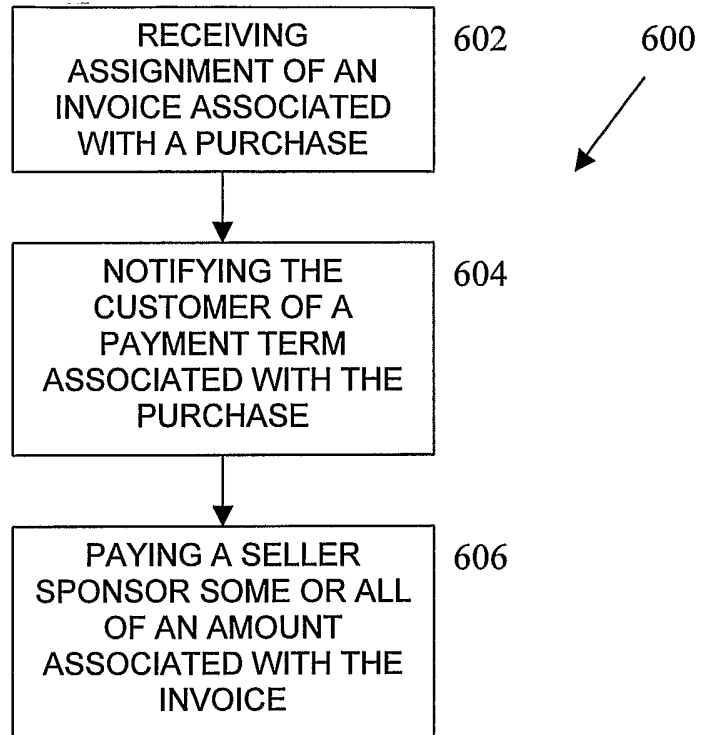 RECEIVING
ASSIGNMENT OF AN
INVOICE ASSOCIATED
WITH A PURCHASE
602
600
NOTIFYING THE
CUSTOMER OF A
PAYMENT TERM
ASSOCIATED WITH THE
PURCHASE
604
PAYING A SELLER
SPONSOR SOME OR ALL
OF AN AMOUNT
ASSOCIATED WITH THE
INVOICE
606